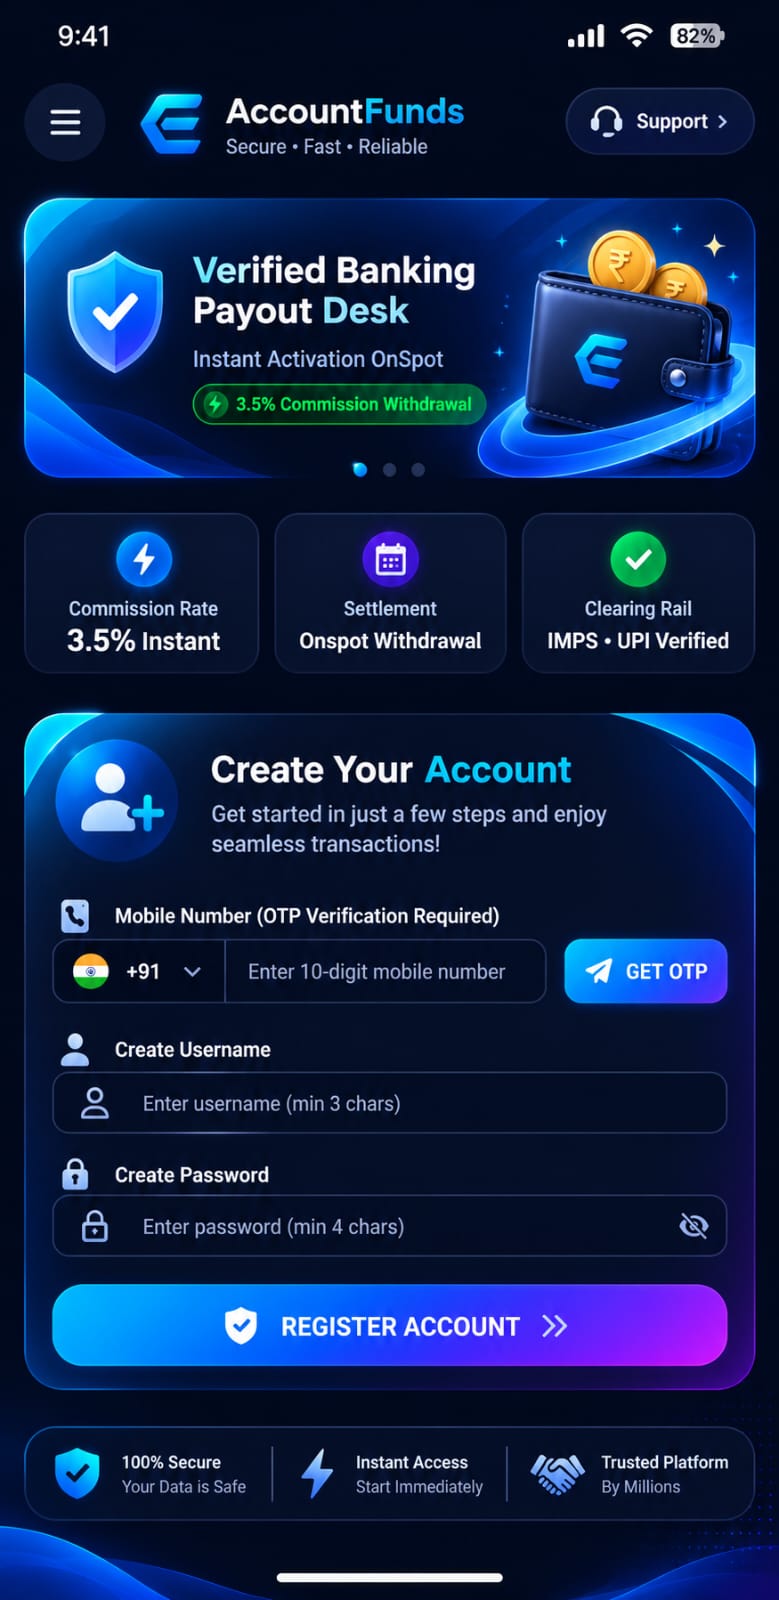 9:41
82%
AccountFunds
Secure • Fast • Reliable
Support
Verified Banking
Payout Desk
Instant Activation OnSpot
3.5% Commission Withdrawal
₹
₹
Commission Rate
3.5% Instant
Settlement
Onspot Withdrawal
Clearing Rail
IMPS • UPI Verified
Create Your Account
Get started in just a few steps and enjoy
seamless transactions!
Mobile Number (OTP Verification Required)
+91
Enter 10-digit mobile number
GET OTP
Create Username
Enter username (min 3 chars)
Create Password
Enter password (min 4 chars)
REGISTER ACCOUNT
100% Secure
Your Data is Safe
Instant Access
Start Immediately
Trusted Platform
By Millions